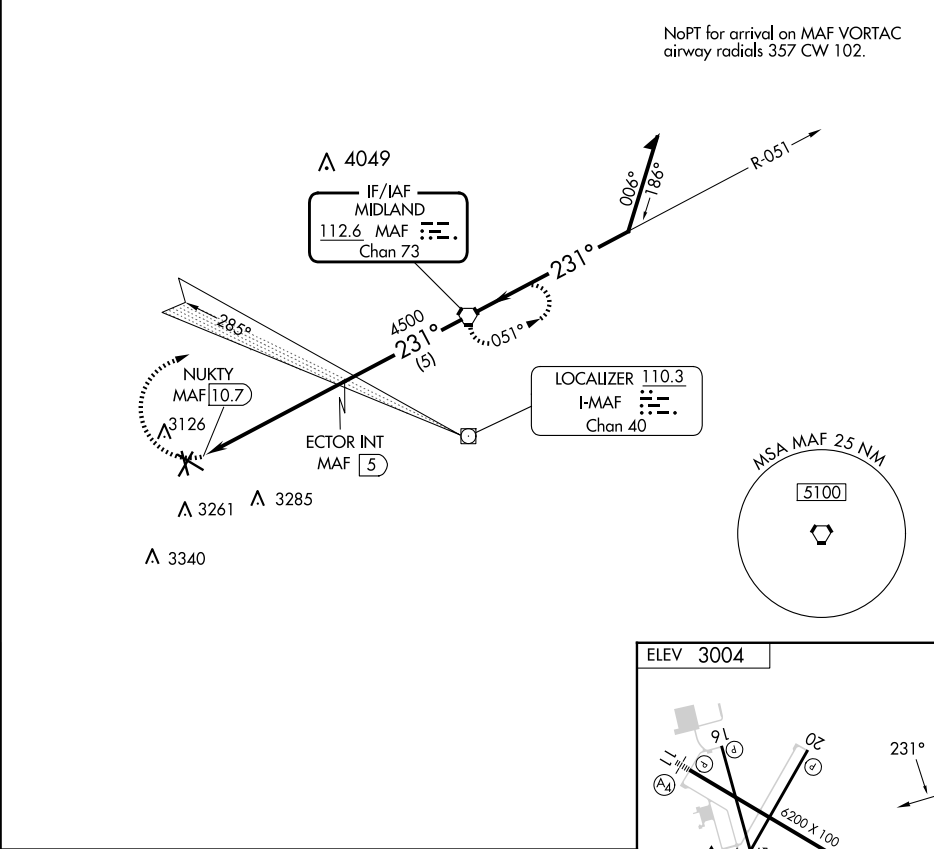 NoPT for arrival on MAF VORTAC
airway radials 357 CW 102.
4049
IF/IAF
MIDLAND
112.6 MAF
Chan 73
006°
186°
R-051
231°
051°
285°
4500
231°
(5)
NUKTY
MAF 10.7
3126
ECTOR INT
MAF 5
LOCALIZER 110.3
I-MAF
Chan 40
3261
3285
3340
MSA MAF 25 NM
5100
ELEV 3004
16
P
20
P
11
P
A4
6200 X 100
231°